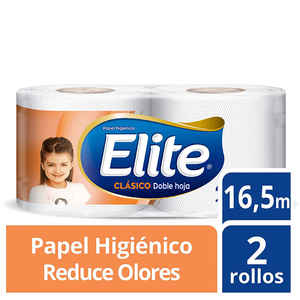 Papel higiénico
Elite®
CLÁSICO Doble hoja
16,5m
Papel Higiénico
Reduce Olores
2
rollos